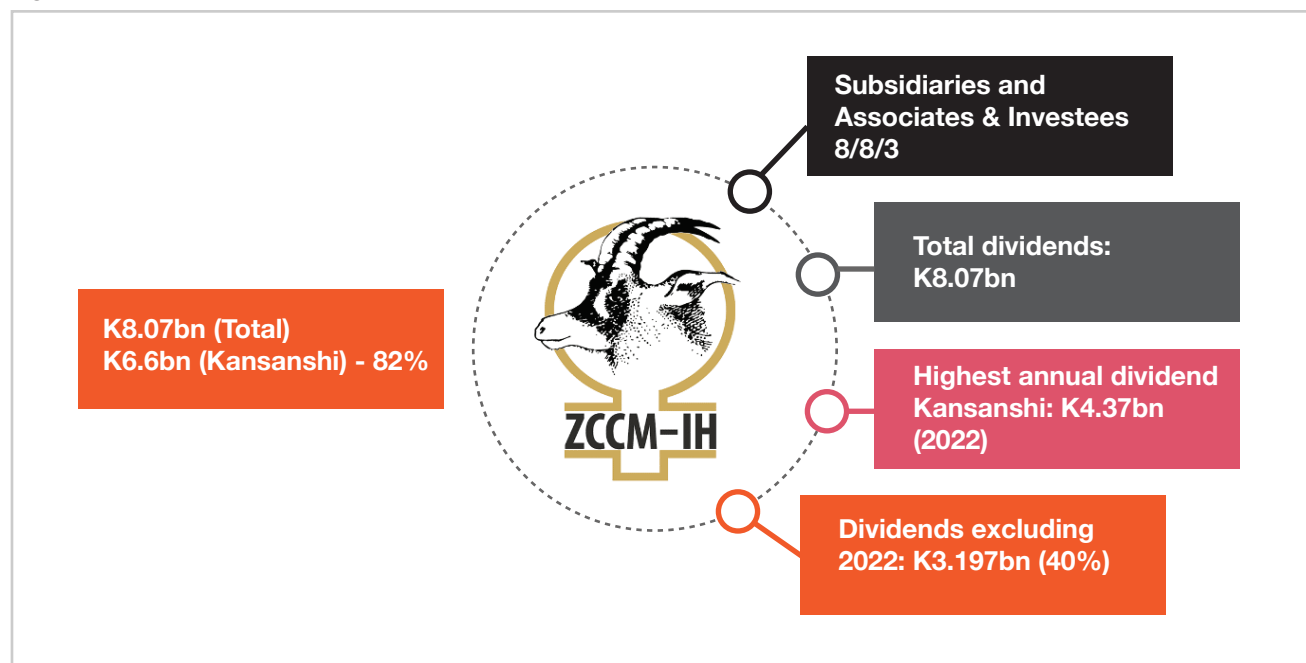 Subsidiaries and
Associates & Investees
8/8/3
Total dividends:
K8.07bn
K8.07bn (Total)
K6.6bn (Kansanshi) - 82%
Highest annual dividend
Kansanshi: K4.37bn
(2022)
ZCCM-IH
Dividends excluding
2022: K3.197bn (40%)